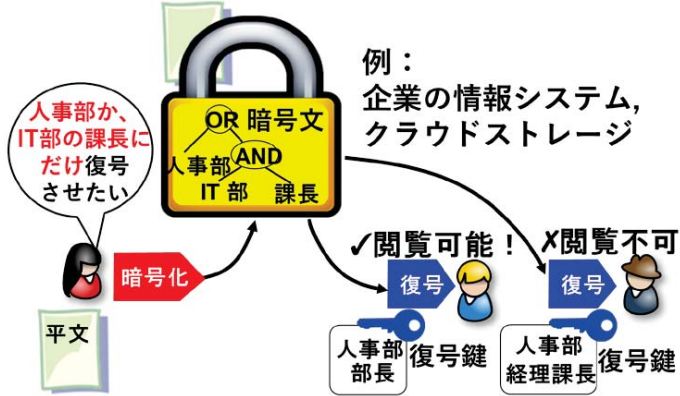 例：
企業の情報システム,
クラウドストレージ
人事部か、
IT部の課長に
だけ復号
させたい
OR 暗号文
人事部 AND
IT 部 課長
暗号化
平文
✓閲覧可能！
復号
人事部
部長
復号鍵
✗閲覧不可
復号
人事部
経理課長
復号鍵